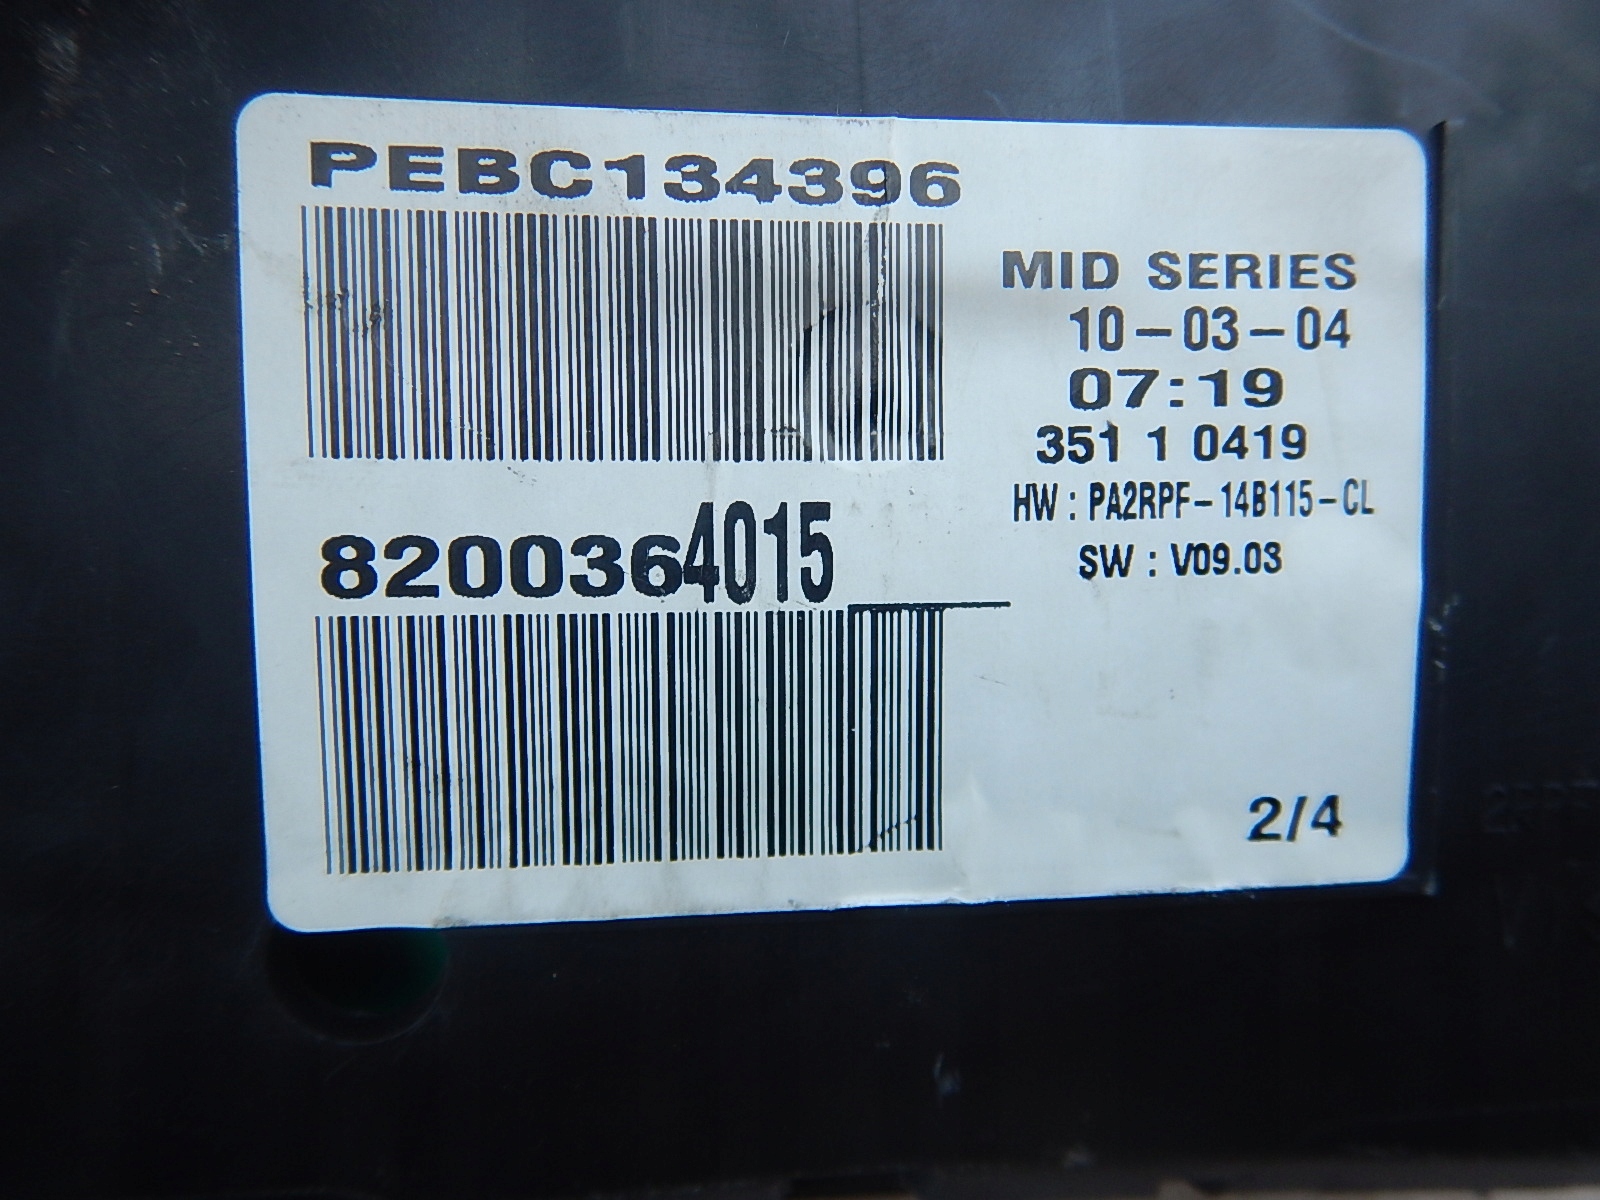 PEBC134396
MID SERIES
10-03-04
07:19
351 1 0419
HW : PA2RPF-14B115-CL
SW : V09.03
8200364015
2/4